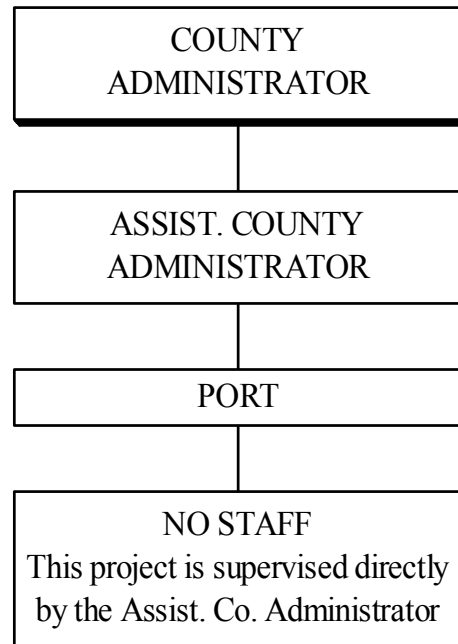 COUNTY
ADMINISTRATOR
ASSIST. COUNTY
ADMINISTRATOR
PORT
NO STAFF
This project is supervised directly
by the Assist. Co. Administrator